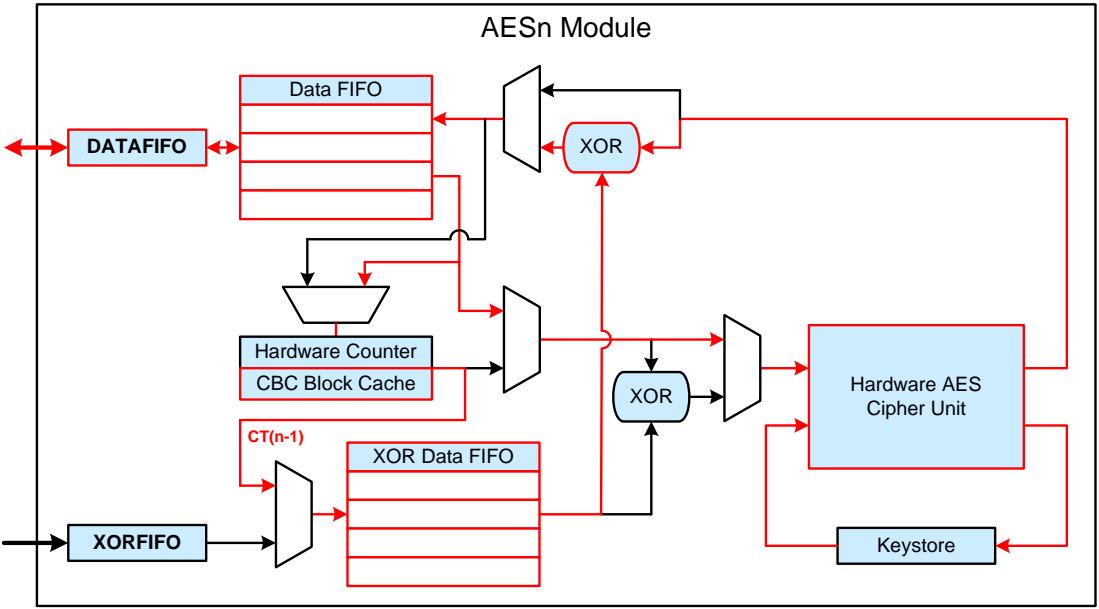 AESn Module
Data FIFO
DATAFIFO
XOR
Hardware Counter
CBC Block Cache
XOR
Hardware AES
Cipher Unit
CT(n-1)
XOR Data FIFO
XORFIFO
Keystore